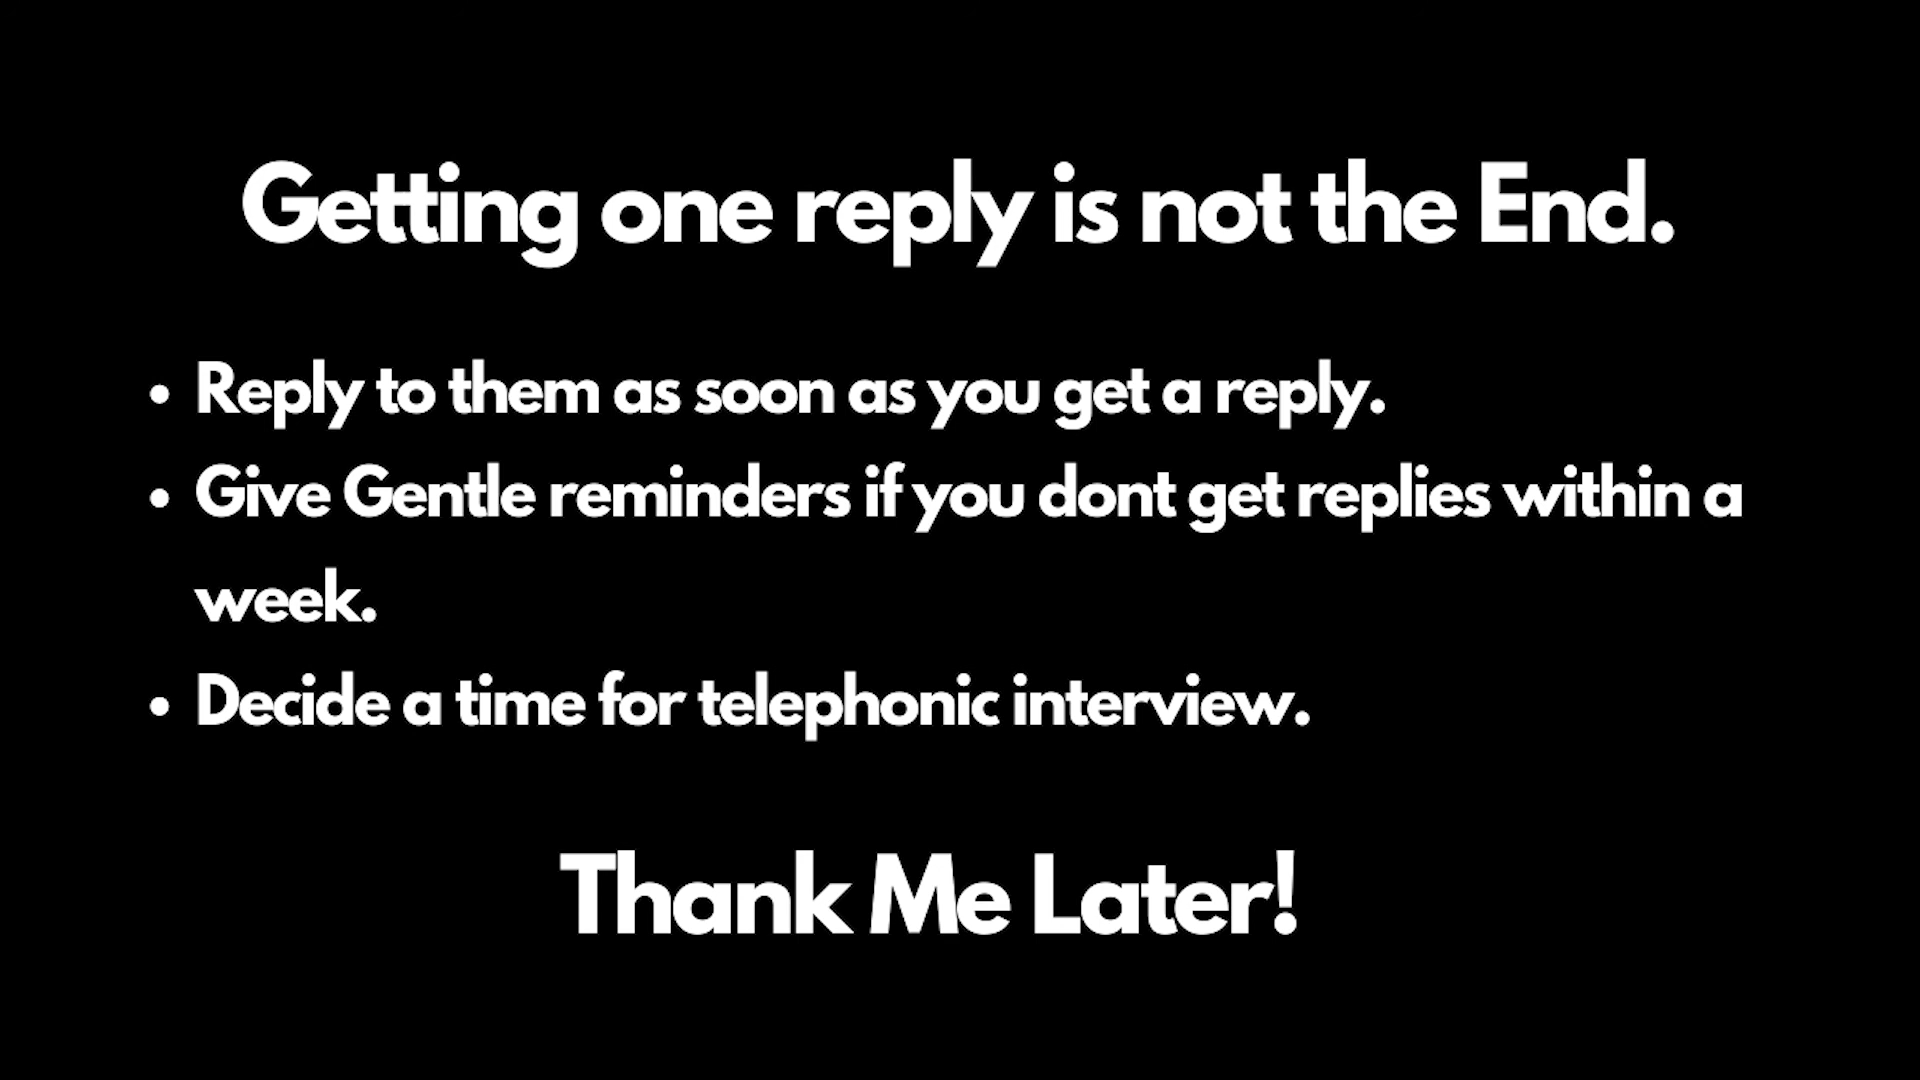 Getting one reply is not the End.
• Reply to them as soon as you get a reply.
• Give Gentle reminders if you dont get replies within a
week.
• Decide a time for telephonic interview.
Thank Me Later!